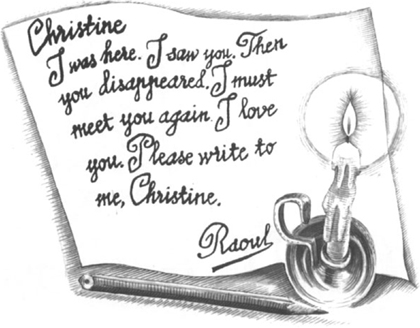 Christine
I was here. I saw you. Then
you disappeared. I must
meet you again. I love
you. Please write to
me, Christine.
Raoul